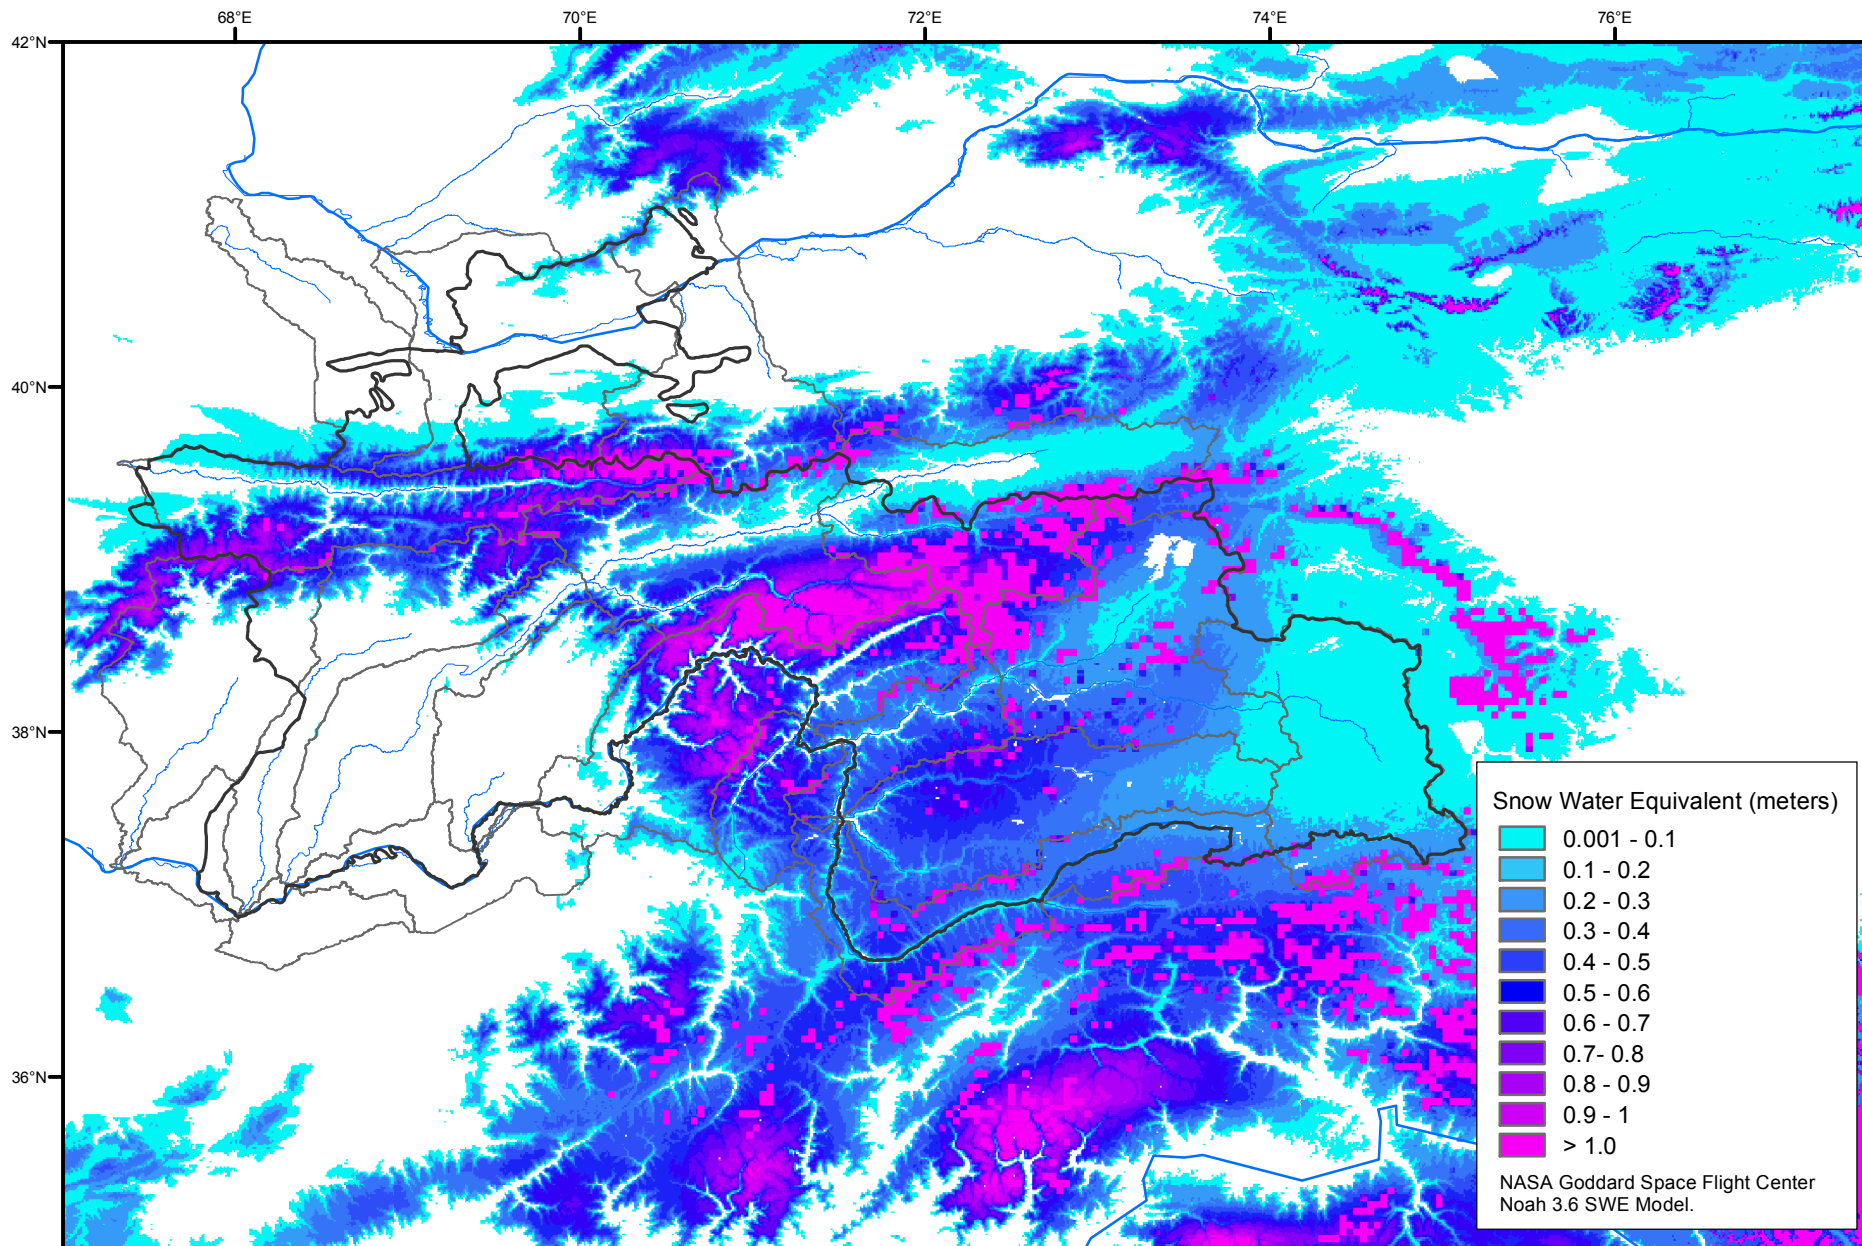 68°E
70°E
72°E
74°E
76°E
42°N
40°N
38°N
36°N
Snow Water Equivalent (meters)
0.001 - 0.1
0.1 - 0.2
0.2 - 0.3
0.3 - 0.4
0.4 - 0.5
0.5 - 0.6
0.6 - 0.7
0.7- 0.8
0.8 - 0.9
0.9 - 1
> 1.0
NASA Goddard Space Flight Center
Noah 3.6 SWE Model.